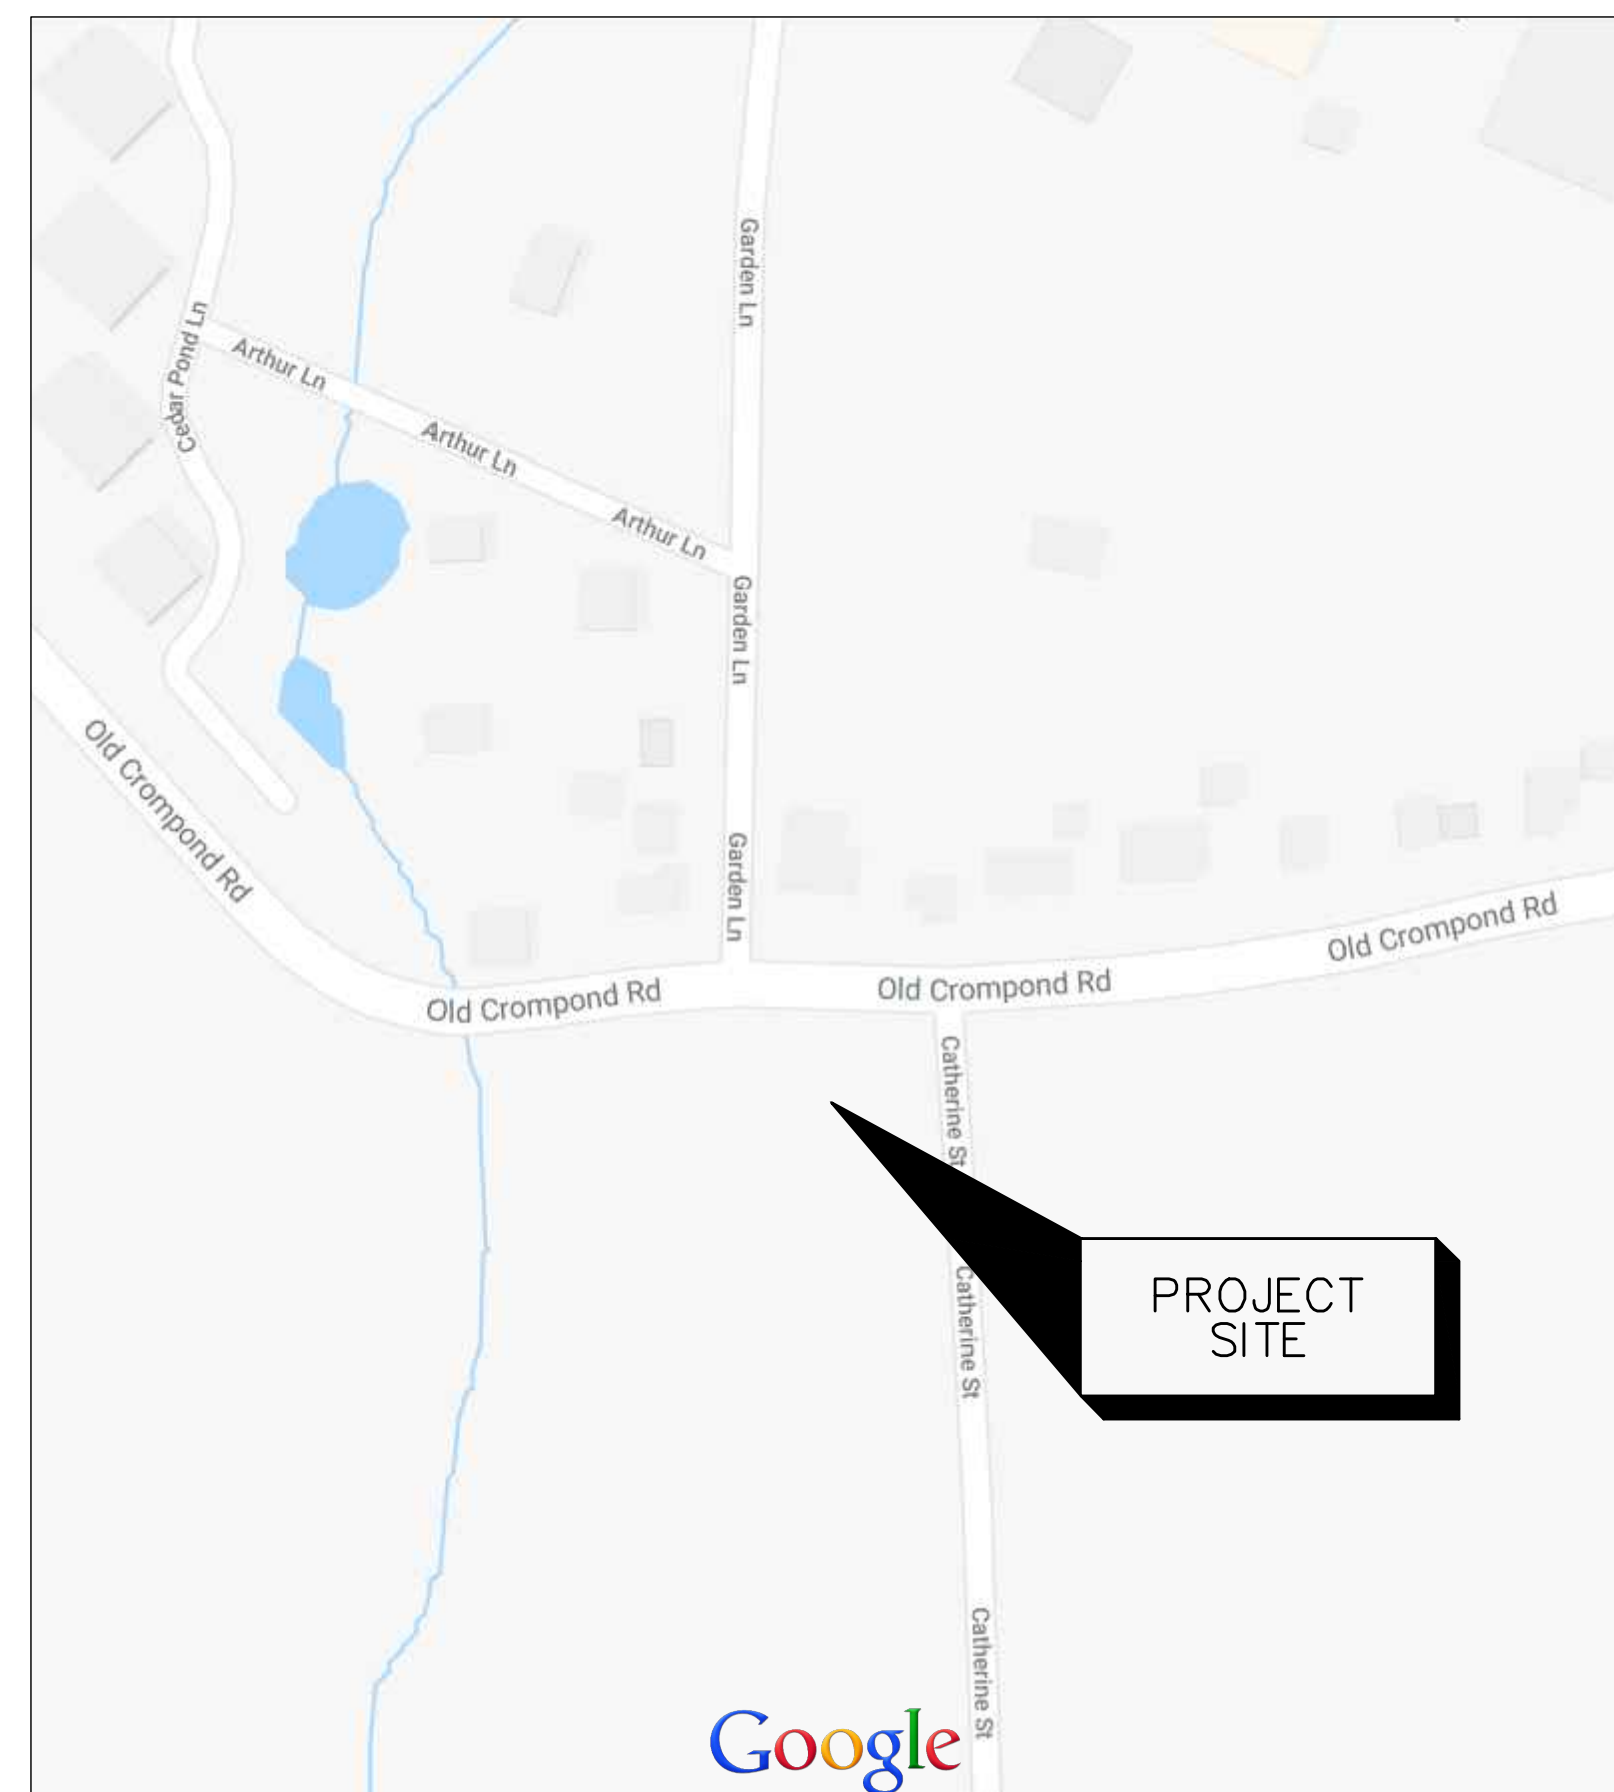 Garden Ln
Cedar Pond Ln
Arthur Ln
Arthur Ln
Arthur Ln
Garden Ln
Old Crompond Rd
Garden Ln
Old Crompond Rd
Old Crompond Rd
Old Crompond Rd
Catherine St
PROJECT
SITE
Catherine St
Catherine St
Google